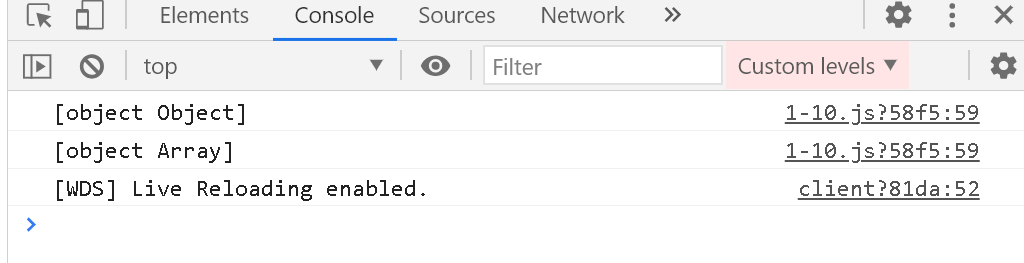 Elements Console Sources Network »
top Filter Custom levels
[object Object] 1-10.js?58f5:59
[object Array] 1-10.js?58f5:59
[WDS] Live Reloading enabled. client?81da:52